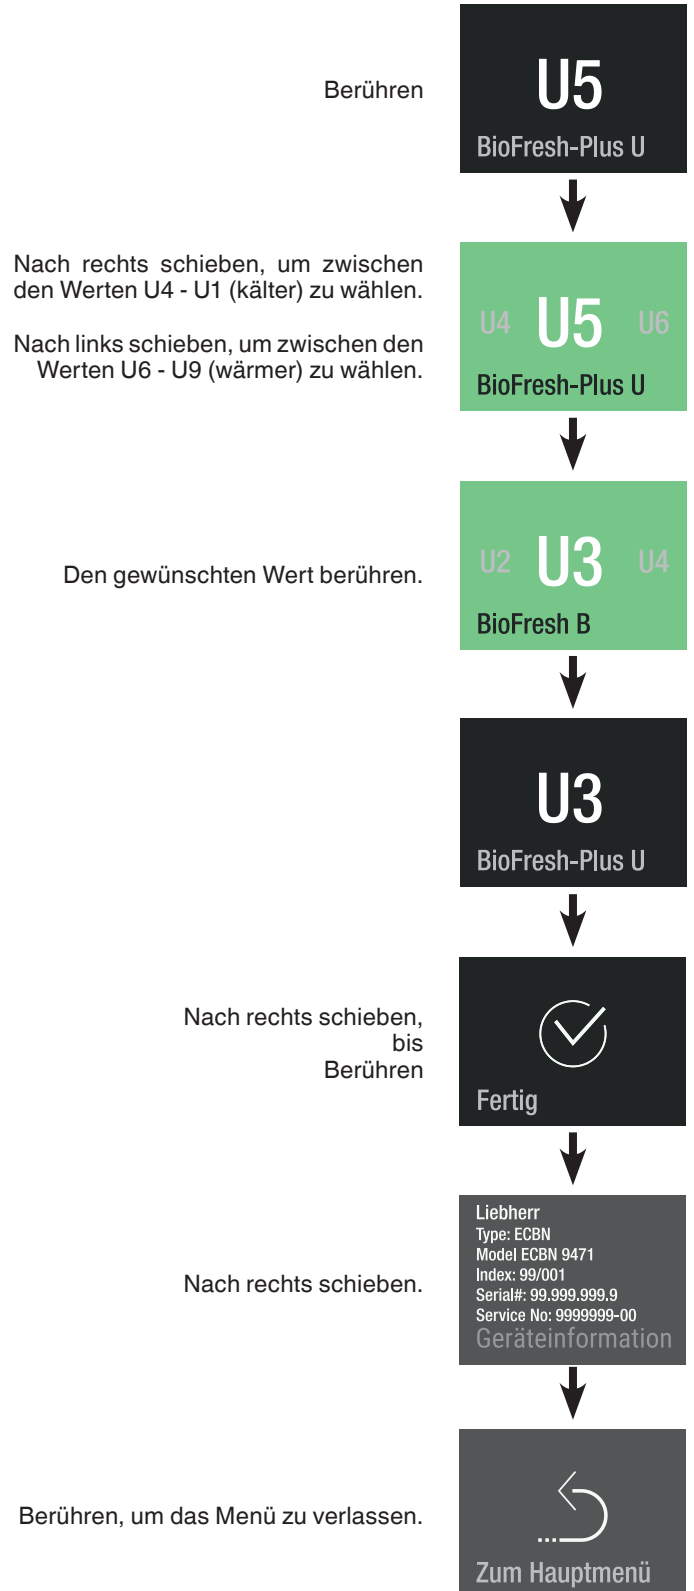 Berühren
U5
BioFresh-Plus U
Nach rechts schieben, um zwischen
den Werten U4 - U1 (kälter) zu wählen.
Nach links schieben, um zwischen den
Werten U6 - U9 (wärmer) zu wählen.
U4 U5 U6
BioFresh-Plus U
Den gewünschten Wert berühren.
U2 U3 U4
BioFresh B
U3
BioFresh-Plus U
Nach rechts schieben,
bis
Berühren
Fertig
Nach rechts schieben.
Liebherr
Type: ECBN
Model ECBN 9471
Index: 99/001
Serial#: 99.999.999.9
Service No: 9999999-00
Geräteinformation
Berühren, um das Menü zu verlassen.
Zum Hauptmenü